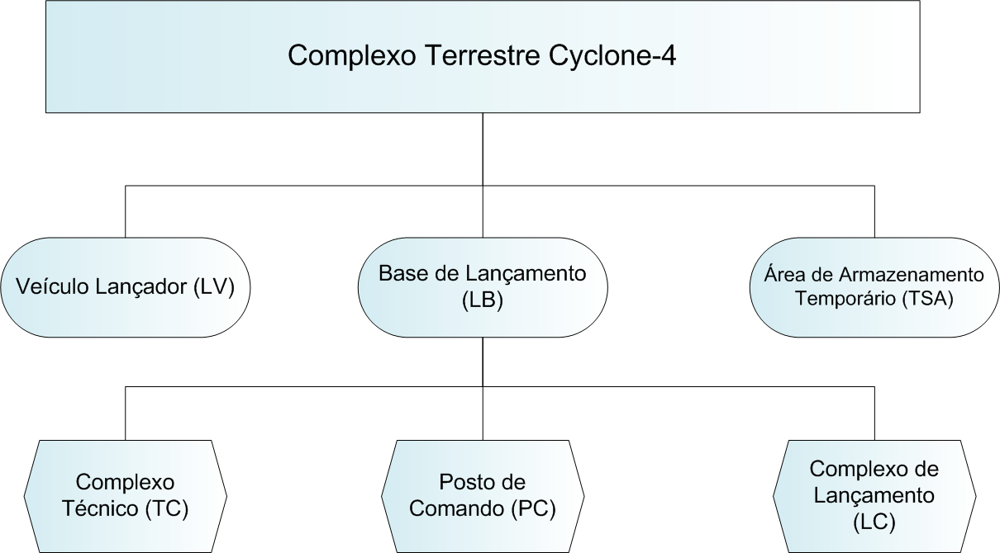 Complexo Terrestre Cyclone-4
Veículo Lançador (LV)
Base de Lançamento
(LB)
Área de Armazenamento
Temporário (TSA)
Complexo
Técnico (TC)
Posto de
Comando (PC)
Complexo de
Lançamento
(LC)